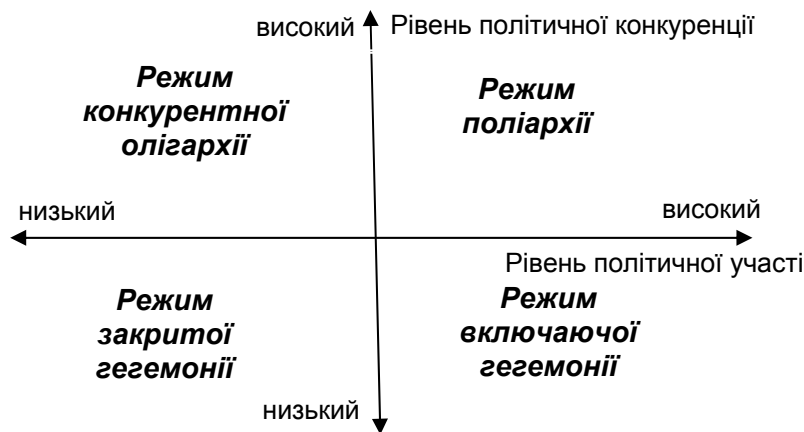 високий
Рівень політичної конкуренції
Режим
конкурентної
олігархії
Режим
поліархії
низький
високий
Рівень політичної участі
Режим
закритої
гегемонії
Режим
включаючої
гегемонії
низький